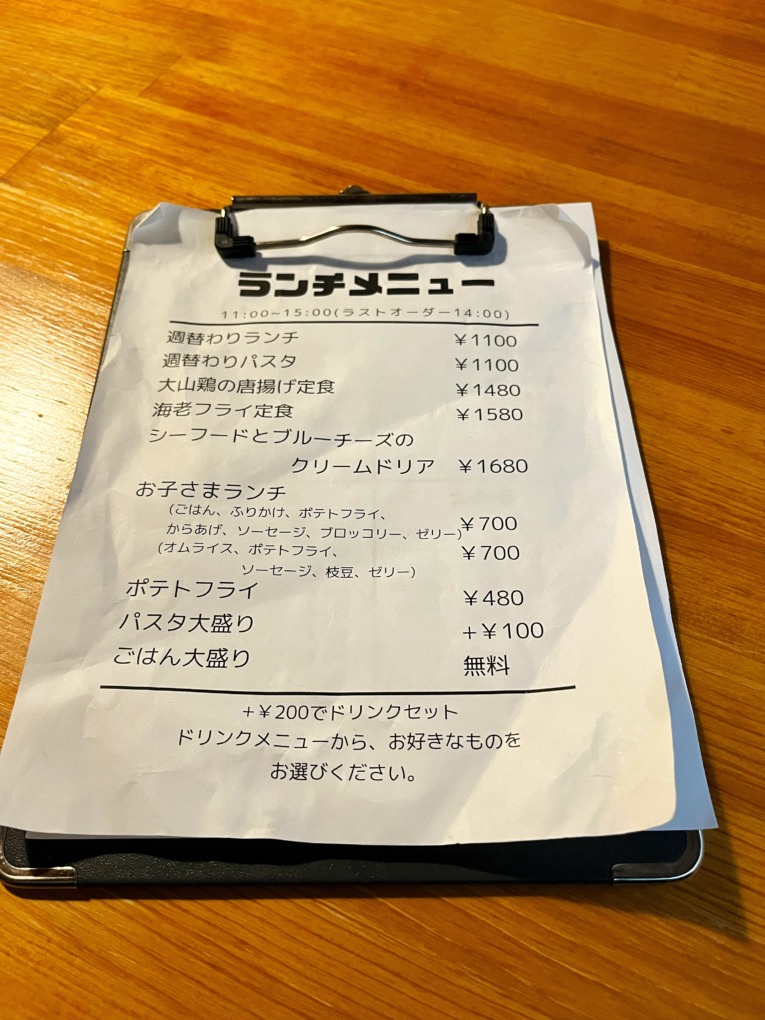 ランチメニュー
11:00~15:00(ラストオーダー14:00)
週替わりランチ ￥1100
週替わりパスタ ￥1100
大山鶏の唐揚げ定食 ￥1480
海老フライ定食 ￥1580
シーフードとブルーチーズの
クリームドリア ￥1680
お子さまランチ
(ごはん、ふりかけ、ポテトフライ、
からあげ、ソーセージ、ブロッコリー、ゼリー) ￥700
(オムライス、ポテトフライ、 ￥700
ソーセージ、枝豆、ゼリー)
ポテトフライ ￥480
パスタ大盛り +￥100
ごはん大盛り 無料
+￥200でドリンクセット
ドリンクメニューから、お好きなものを
お選びください。